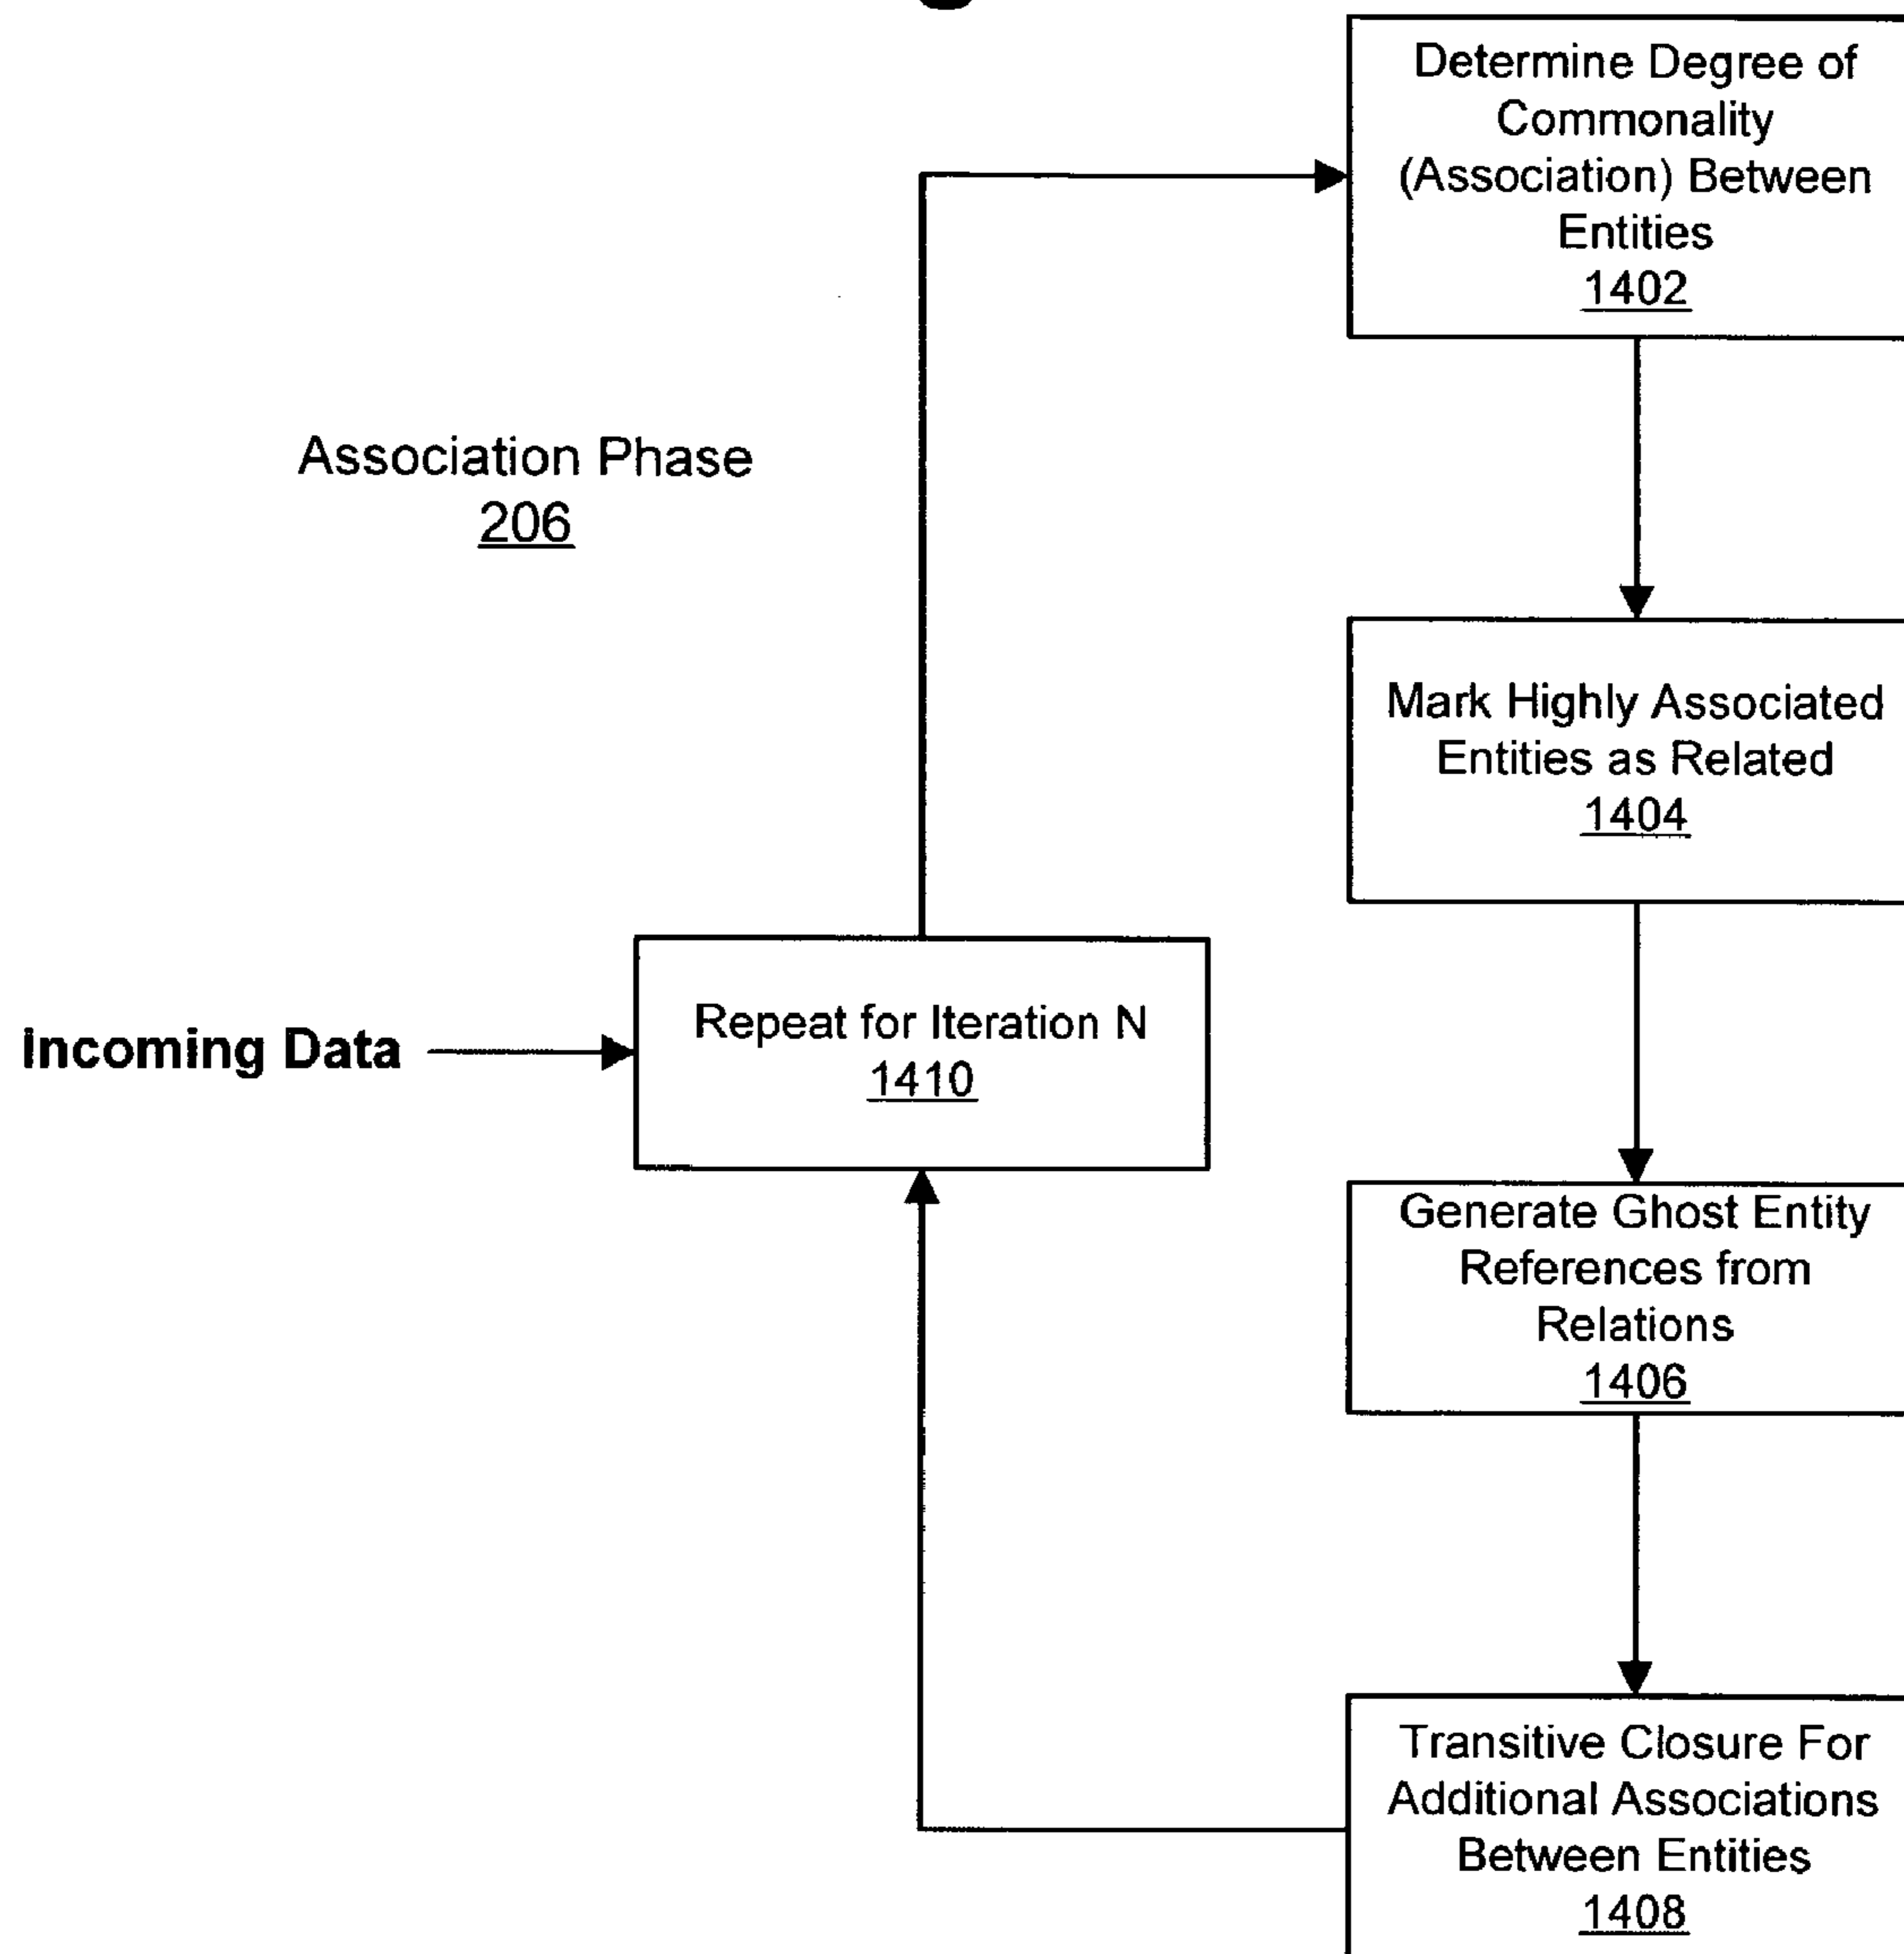 Determine Degree of
Commonality
(Association) Between
Entities
1402
Association Phase
206
Mark Highly Associated
Entities as Related
1404
Incoming Data
Repeat for Iteration N
1410
Generate Ghost Entity
References from
Relations
1406
Transitive Closure For
Additional Associations
Between Entities
1408